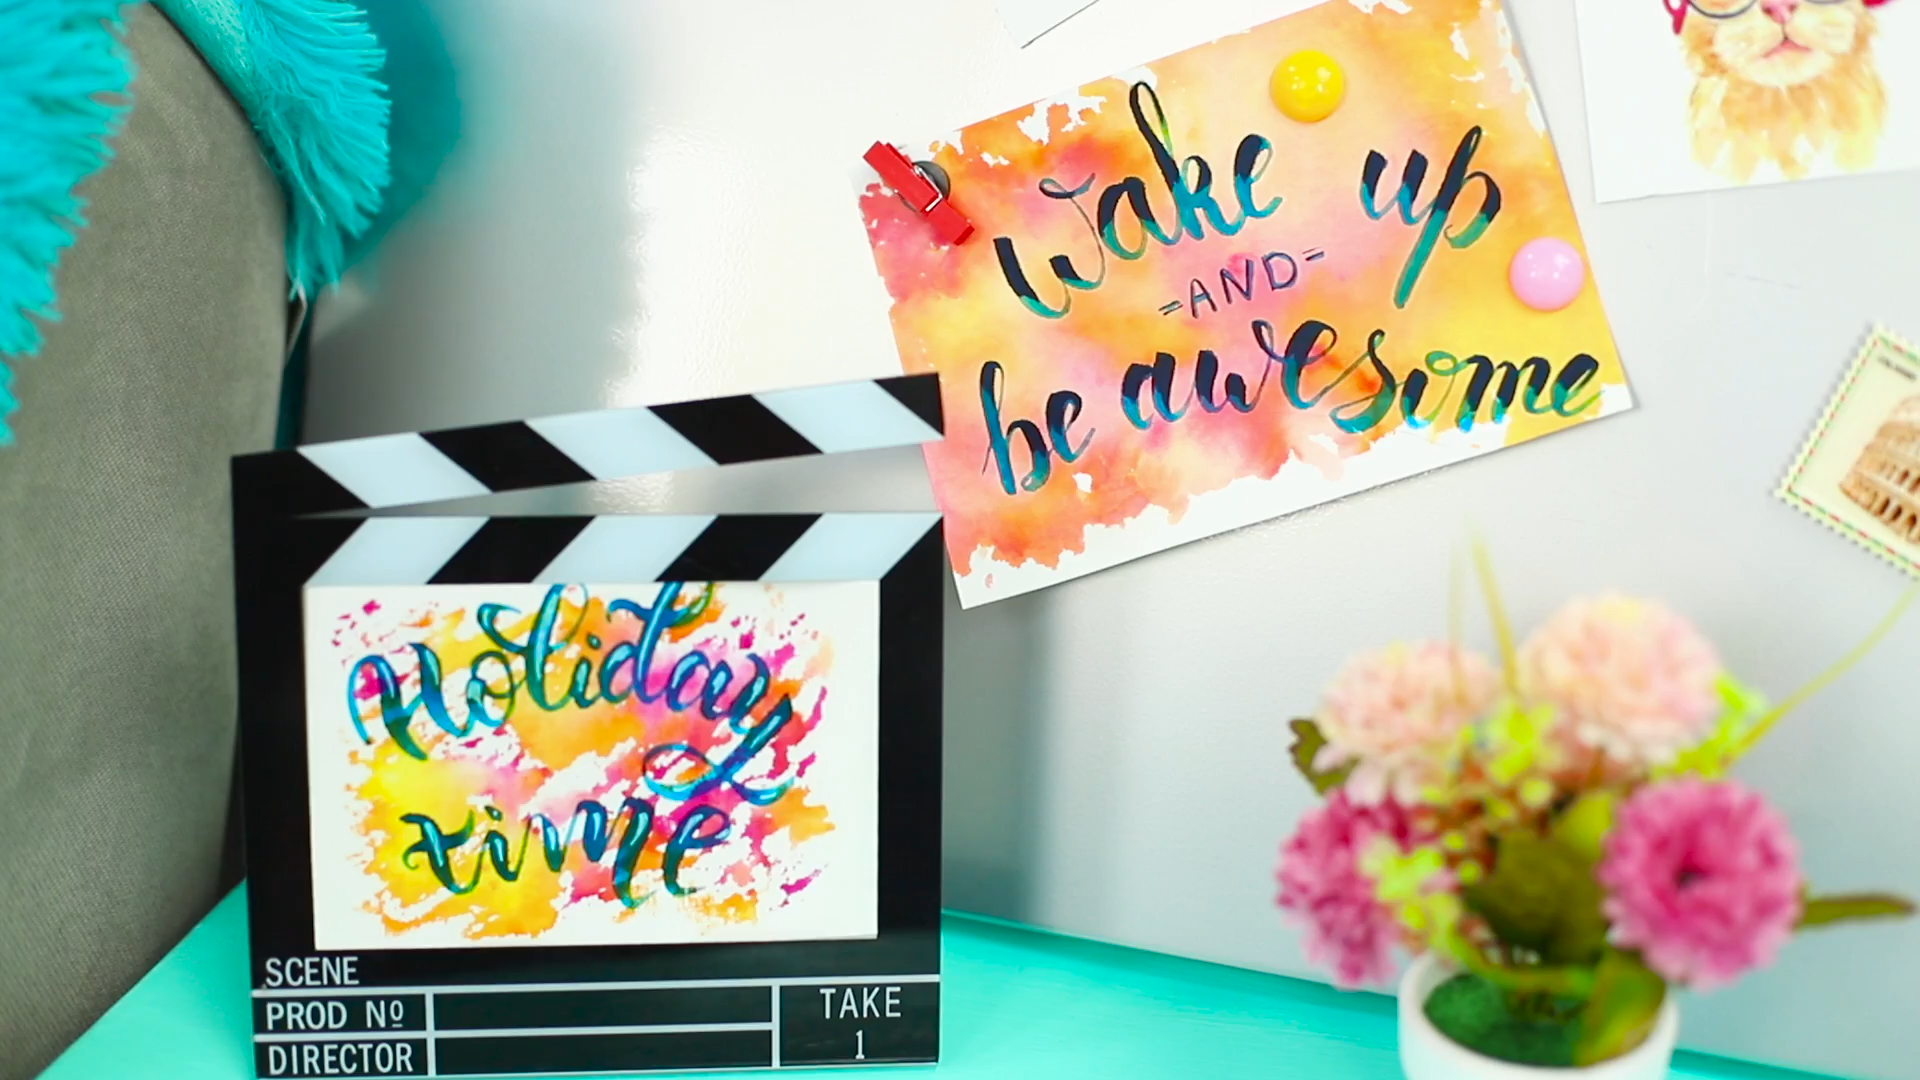 wake up
=AND=
be awesome
Holiday
time
SCENE
PROD Nº
DIRECTOR
TAKE
1